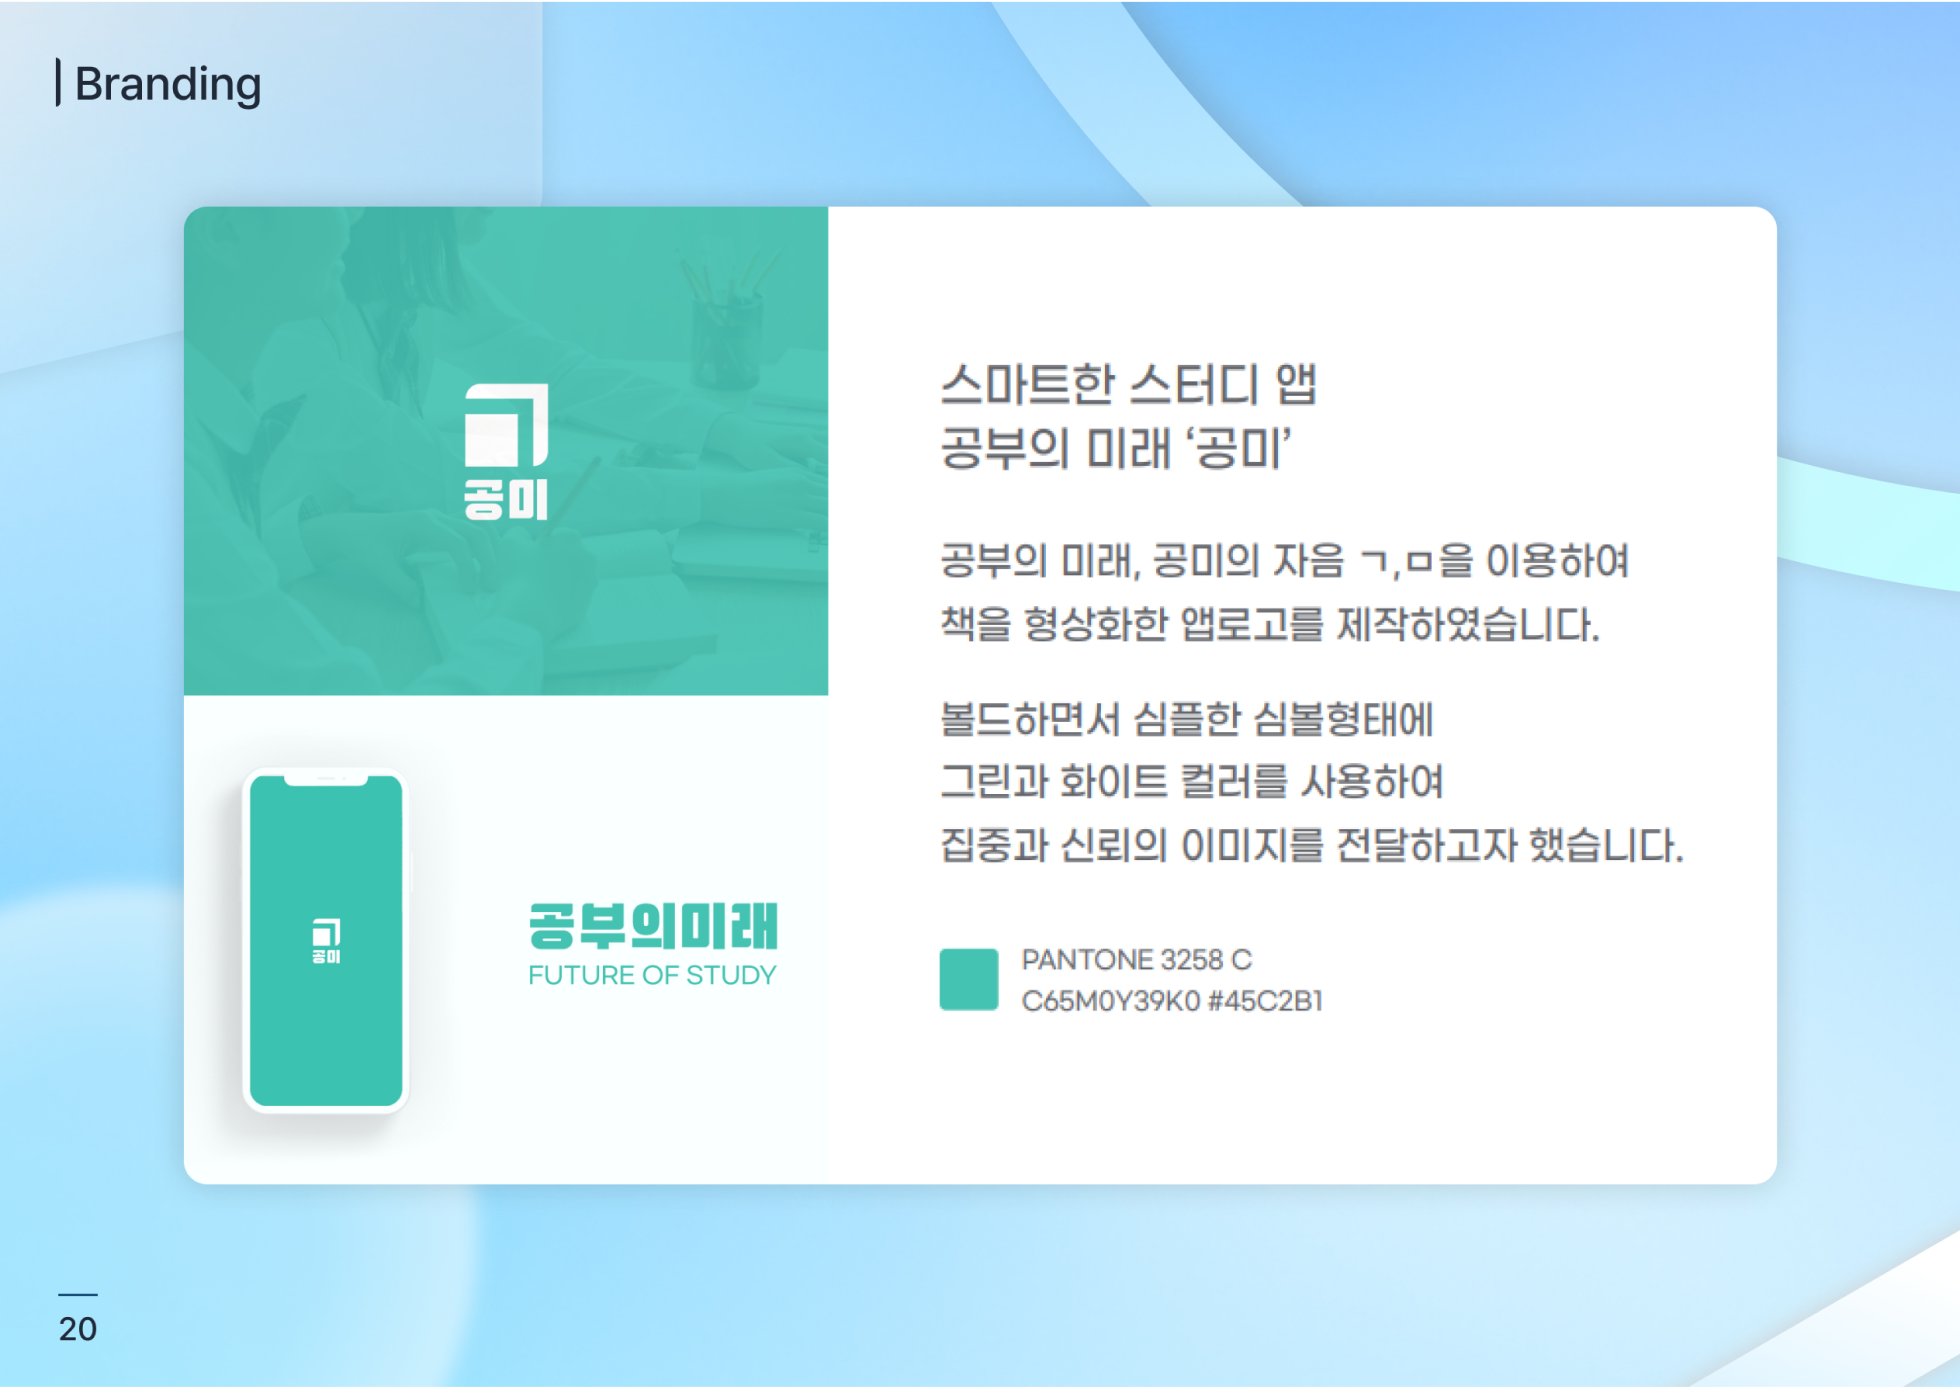 Branding
공미
스마트한 스터디 앱
공부의 미래 ‘공미’
공부의 미래, 공미의 자음 ㄱ,ㅁ을 이용하여
책을 형상화한 앱로고를 제작하였습니다.
볼드하면서 심플한 심볼형태에
그린과 화이트 컬러를 사용하여
집중과 신뢰의 이미지를 전달하고자 했습니다.
PANTONE 3258 C
C65M0Y39K0 #45C2B1
공미
공부의미래
FUTURE OF STUDY
20